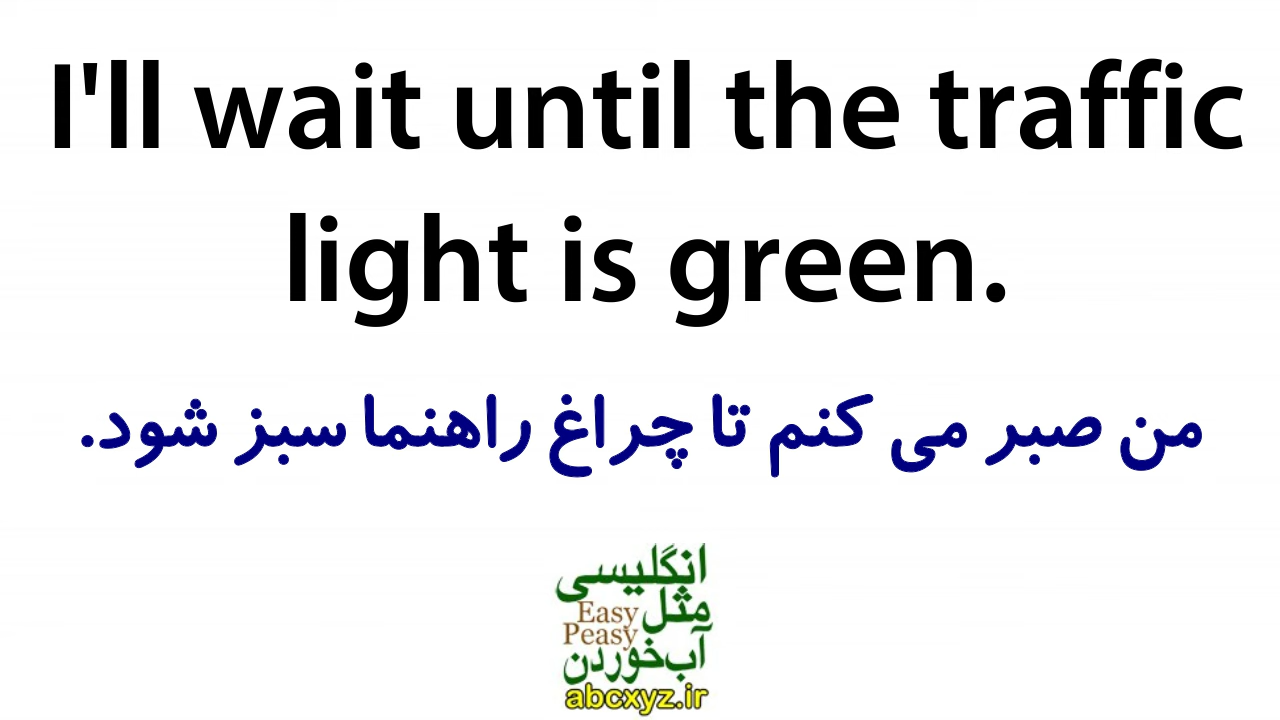 I'll wait until the traffic
light is green.
من صبر می کنم تا چراغ راهنما سبز شود.
انگلیسی
مثل
Easy
Peasy
آب‌خوردن
abcxyz.ir